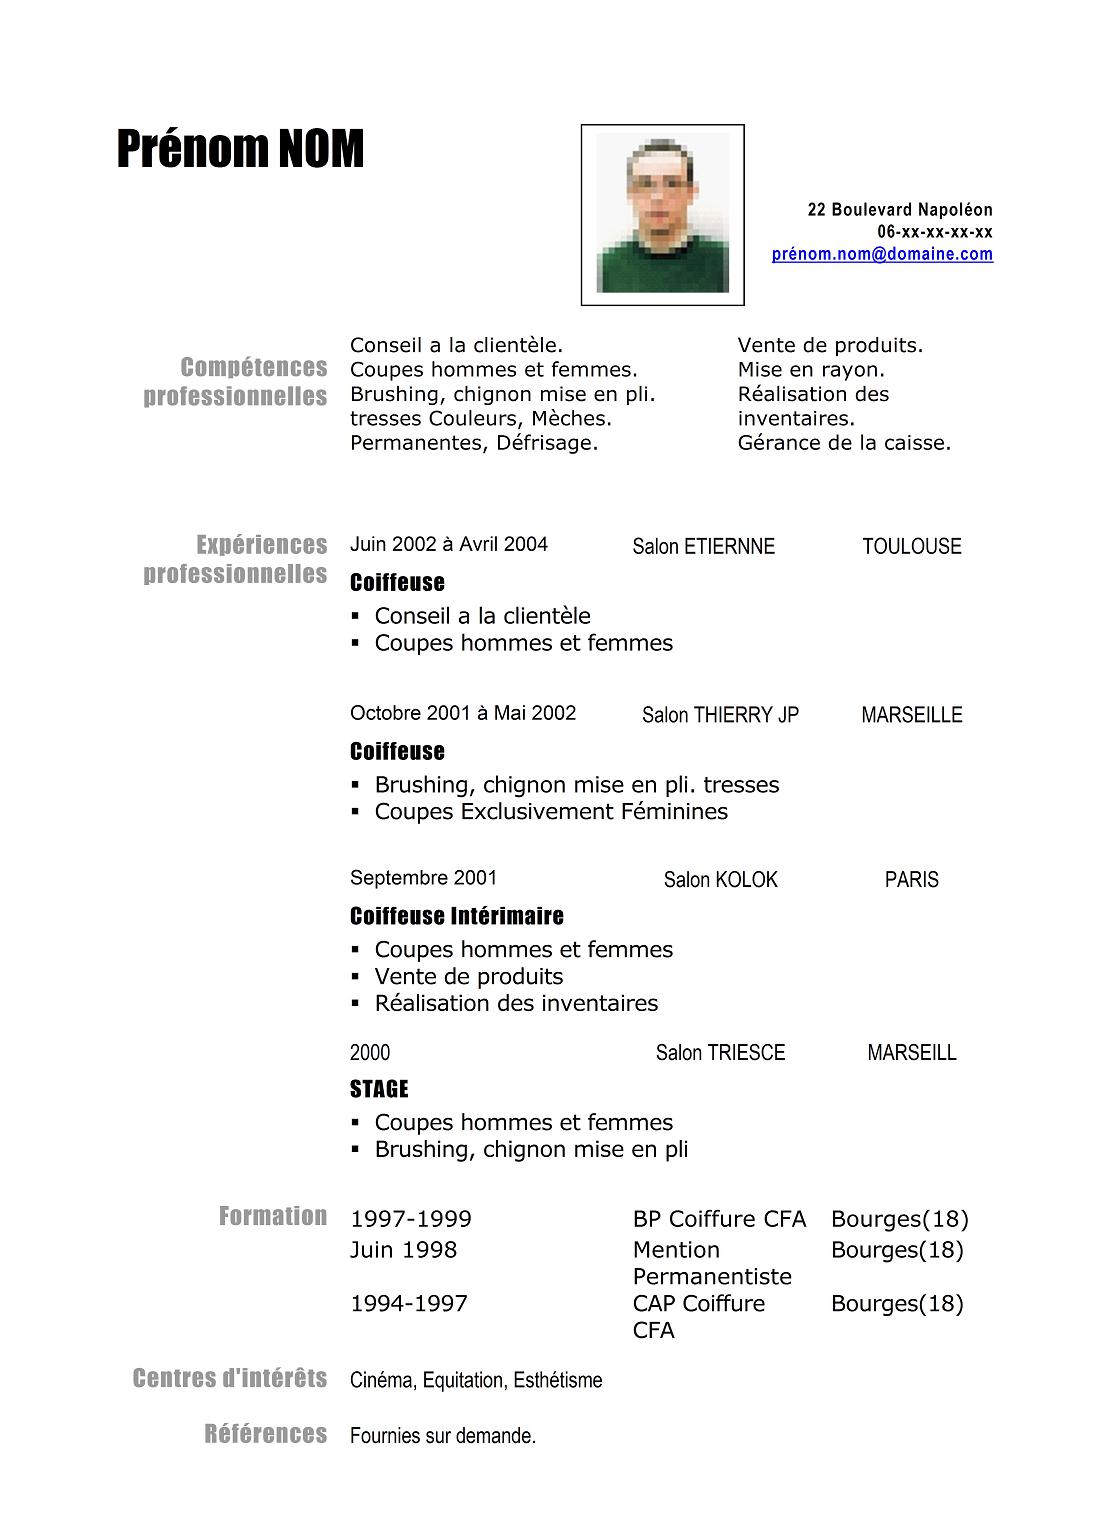 Prénom NOM
22 Boulevard Napoléon
06-xx-xx-xx-xx
prénom.nom@domaine.com
Compétences
professionnelles
Conseil a la clientèle.
Coupes hommes et femmes.
Brushing, chignon mise en pli.
tresses Couleurs, Mèches.
Permanentes, Défrisage.
Vente de produits.
Mise en rayon.
Réalisation des
inventaires.
Gérance de la caisse.
Expériences
professionnelles
Juin 2002 à Avril 2004 Salon ETIERNNE TOULOUSE
Coiffeuse
▪ Conseil a la clientèle
▪ Coupes hommes et femmes
Octobre 2001 à Mai 2002 Salon THIERRY JP MARSEILLE
Coiffeuse
▪ Brushing, chignon mise en pli. tresses
▪ Coupes Exclusivement Féminines
Septembre 2001 Salon KOLOK PARIS
Coiffeuse Intérimaire
▪ Coupes hommes et femmes
▪ Vente de produits
▪ Réalisation des inventaires
2000 Salon TRIESCE MARSEILL
STAGE
▪ Coupes hommes et femmes
▪ Brushing, chignon mise en pli
Formation
1997-1999 BP Coiffure CFA Bourges(18)
Juin 1998 Mention Bourges(18)
Permanentiste
1994-1997 CAP Coiffure Bourges(18)
CFA
Centres d'intérêts Cinéma, Equitation, Esthétisme
Références Fournies sur demande.